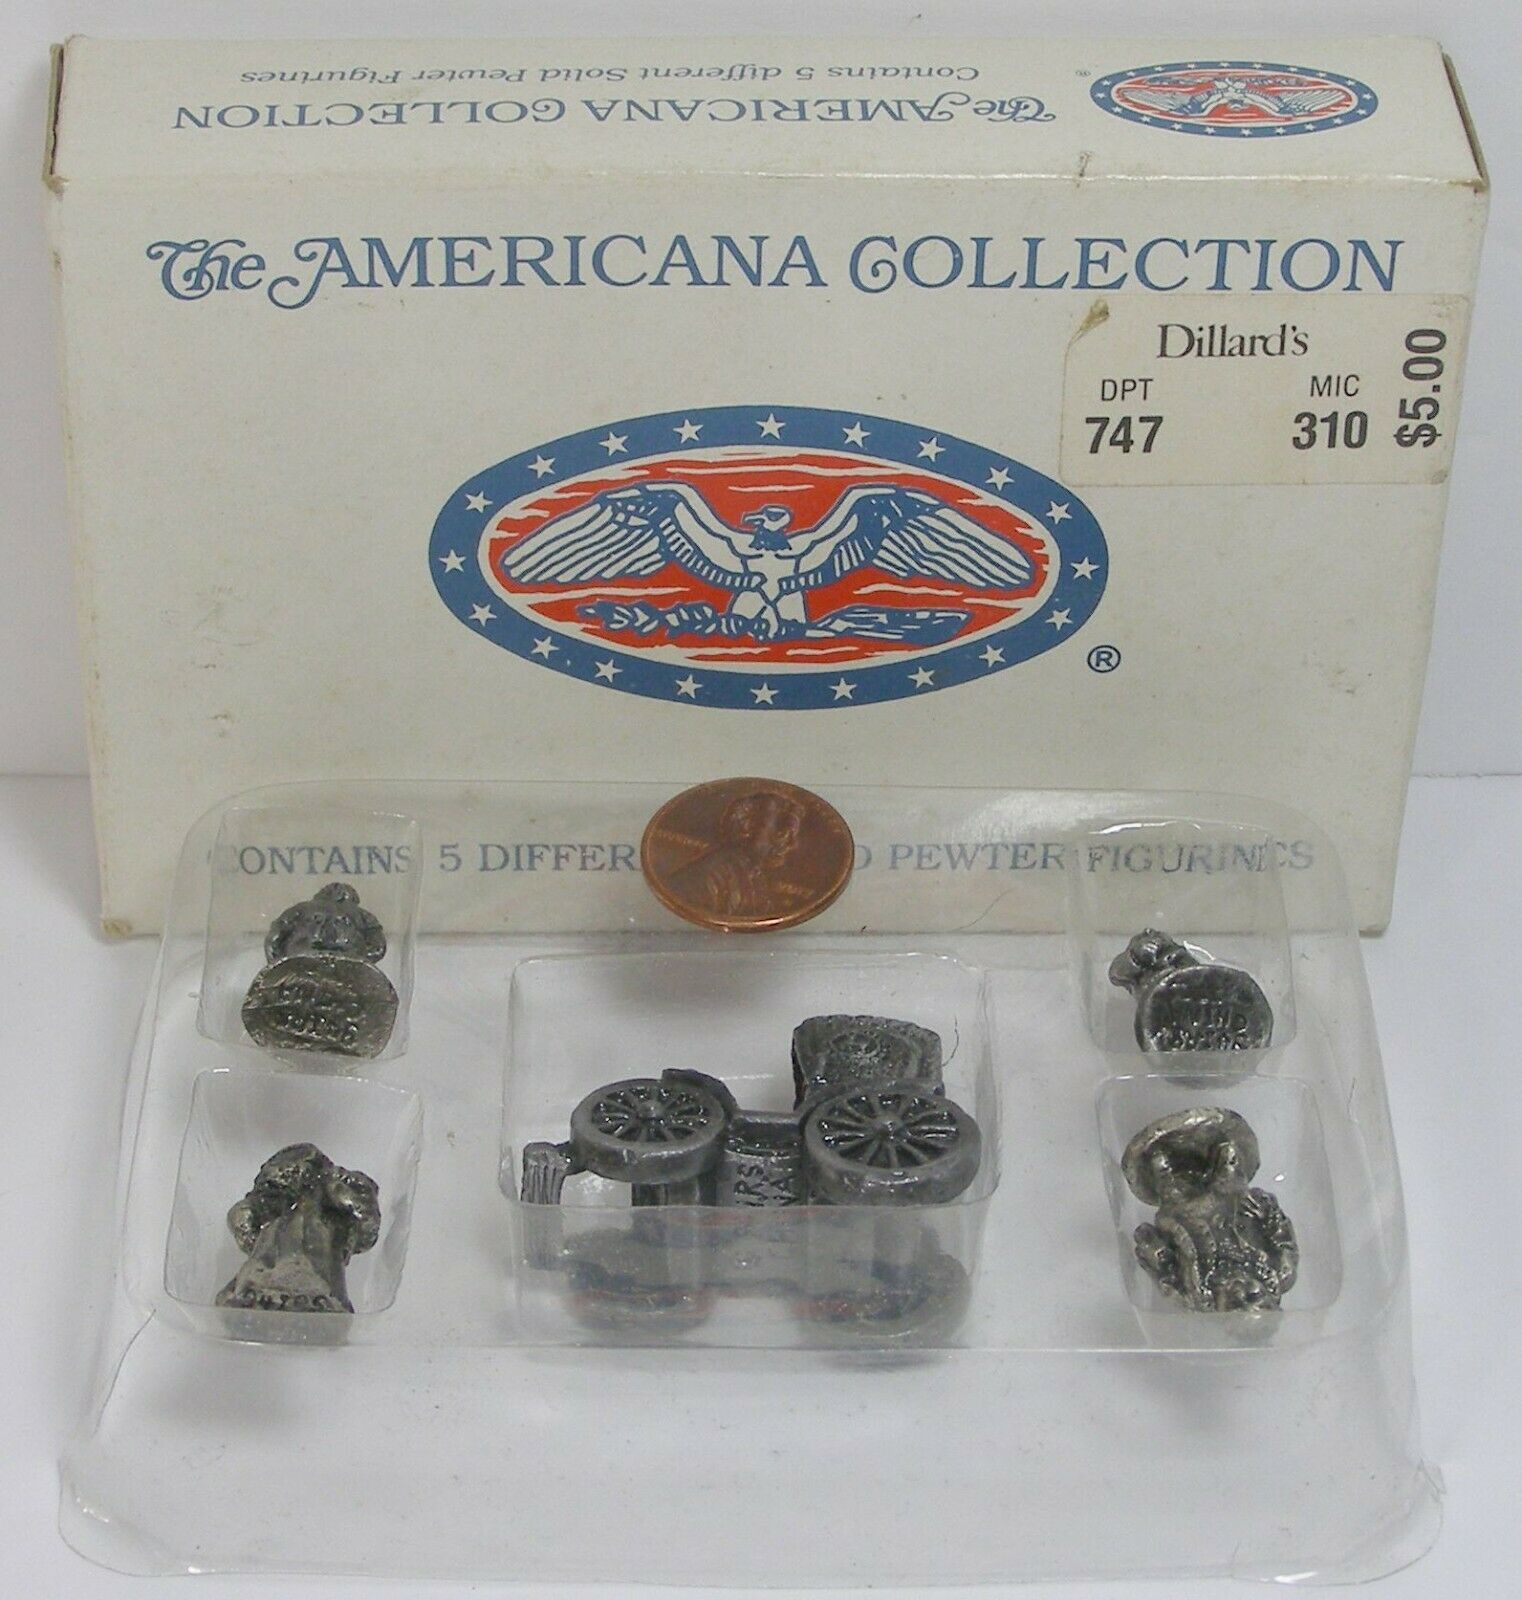 Contains 5 different Solid Pewter Figurines
The AMERICANA COLLECTION
®
The AMERICANA COLLECTION
Dillard's
DPT MIC
747 310
$5.00
®
CONTAINS 5 DIFFER D PEWTER FIGURINES